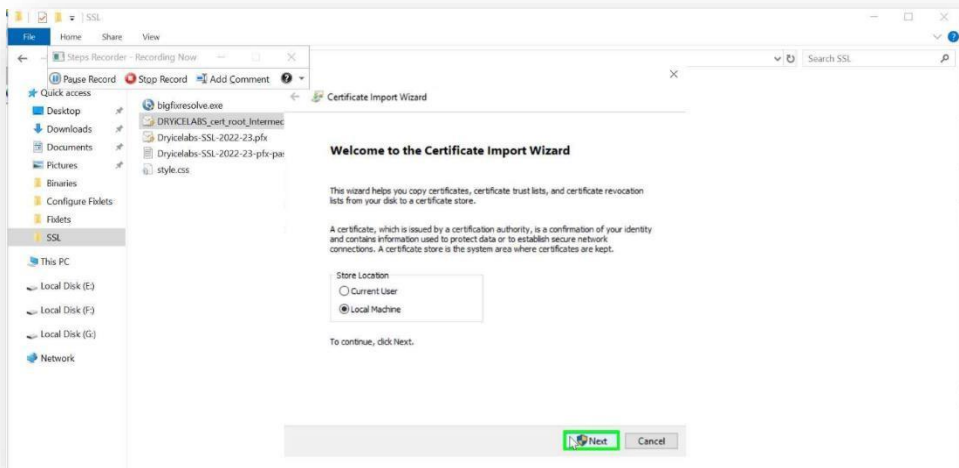 SSL
File Home Share View
Steps Recorder - Recording Now
Search SSL
Pause Record Stop Record Add Comment
Quick access
Desktop
Downloads
Documents
Pictures
Binaries
Configure Fixlets
Fixlets
SSL
This PC
Local Disk (E:)
Local Disk (F:)
Local Disk (G:)
Network
bigfixresolve.exe
DRYiCELABS_cert_root_Intermec
Dryicelabs-SSL-2022-23.pfx
Dryicelabs-SSL-2022-23-pfx-pas
style.css
Certificate Import Wizard
Welcome to the Certificate Import Wizard
This wizard helps you copy certificates, certificate trust lists, and certificate revocation
lists from your disk to a certificate store.
A certificate, which is issued by a certification authority, is a confirmation of your identity
and contains information used to protect data or to establish secure network
connections. A certificate store is the system area where certificates are kept.
Store Location
Current User
Local Machine
To continue, click Next.
Next Cancel